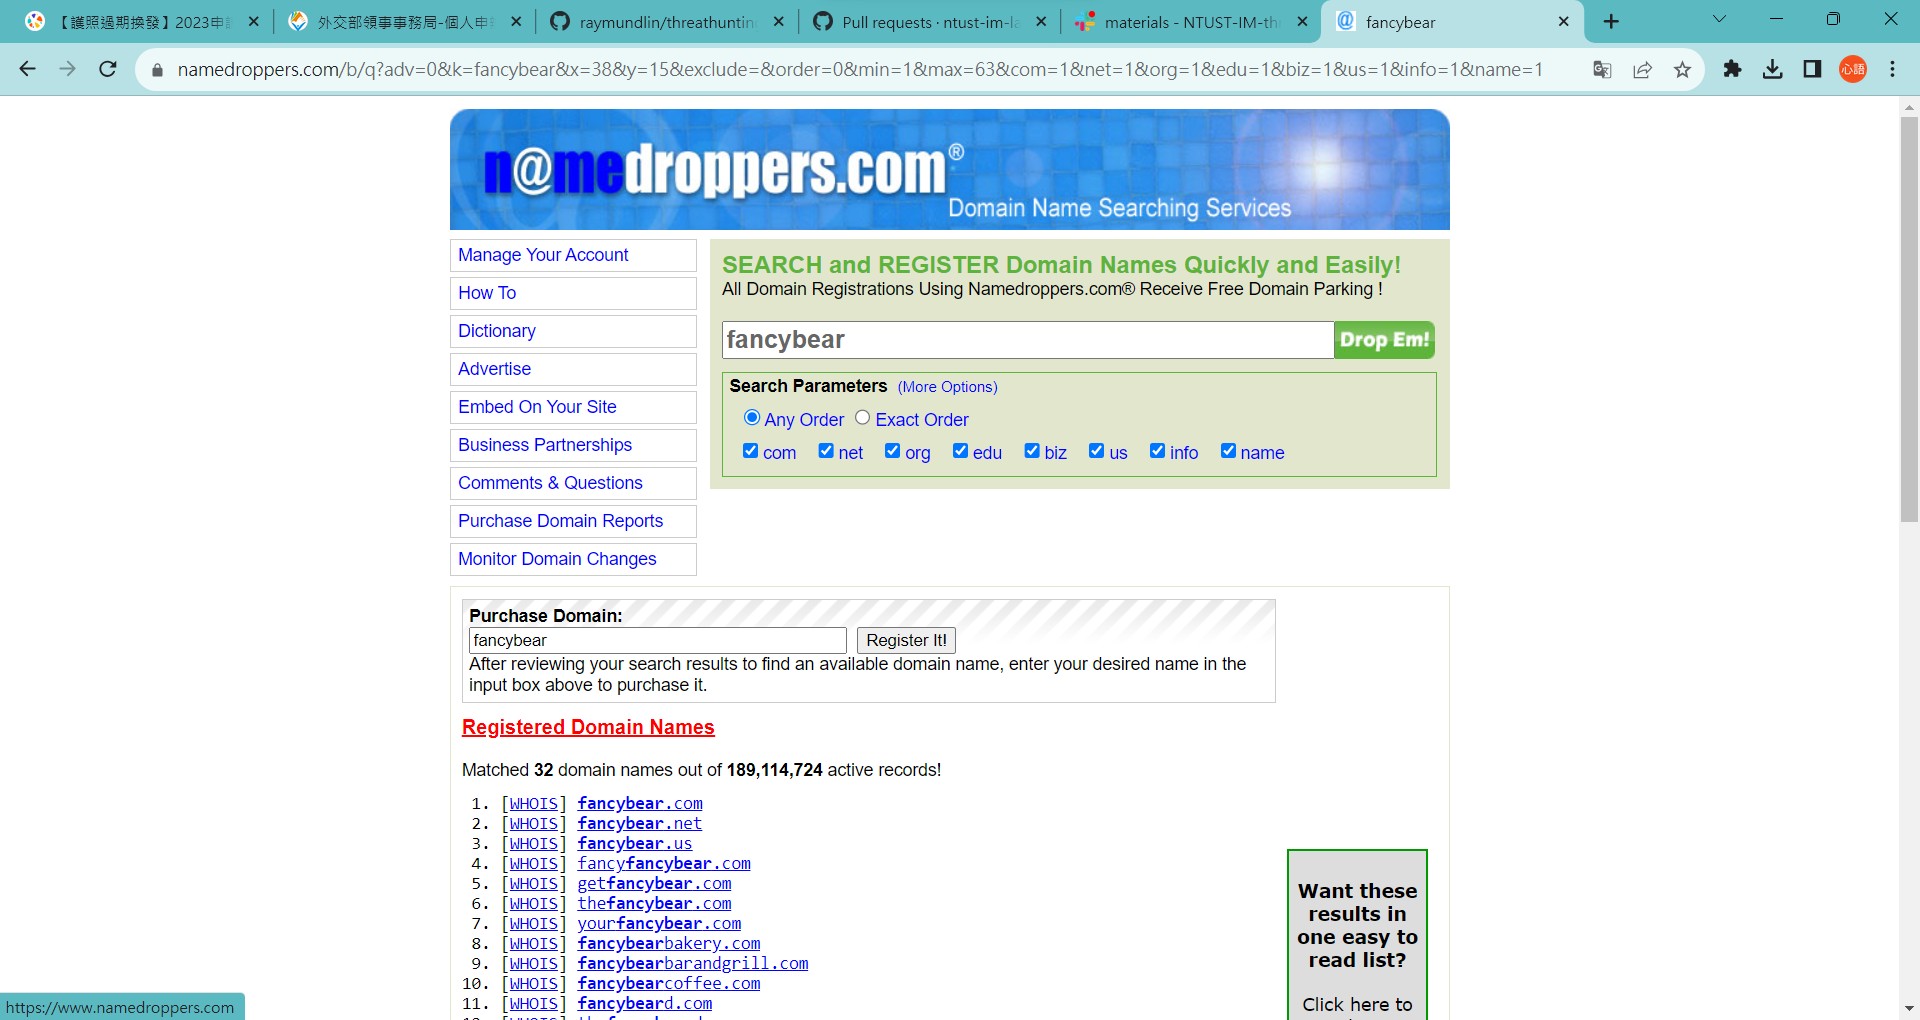 【護照過期換發】2023申
外交部領事事務局-個人申
raymundlin/threathunting
Pull requests · ntust-im-la
materials - NTUST-IM-thr
fancybear
namedroppers.com/b/q?adv=0&k=fancybear&x=38&y=15&exclude=&order=0&min=1&max=63&com=1&net=1&org=1&edu=1&biz=1&us=1&info=1&name=1
心語
n@medroppers.com®
Domain Name Searching Services
Manage Your Account
How To
Dictionary
Advertise
Embed On Your Site
Business Partnerships
Comments & Questions
Purchase Domain Reports
Monitor Domain Changes
SEARCH and REGISTER Domain Names Quickly and Easily!
All Domain Registrations Using Namedroppers.com® Receive Free Domain Parking !
fancybear Drop Em!
Search Parameters (More Options)
Any Order Exact Order
com net org edu biz us info name
Purchase Domain:
fancybear Register It!
After reviewing your search results to find an available domain name, enter your desired name in the
input box above to purchase it.
Registered Domain Names
Matched 32 domain names out of 189,114,724 active records!
1. [WHOIS] fancybear.com
2. [WHOIS] fancybear.net
3. [WHOIS] fancybear.us
4. [WHOIS] fancyfancybear.com
5. [WHOIS] getfancybear.com
6. [WHOIS] thefancybear.com
7. [WHOIS] yourfancybear.com
8. [WHOIS] fancybearbakery.com
9. [WHOIS] fancybearbarandgrill.com
10. [WHOIS] fancybearcoffee.com
11. [WHOIS] fancybeard.com
Want these
results in
one easy to
read list?
Click here to
https://www.namedroppers.com